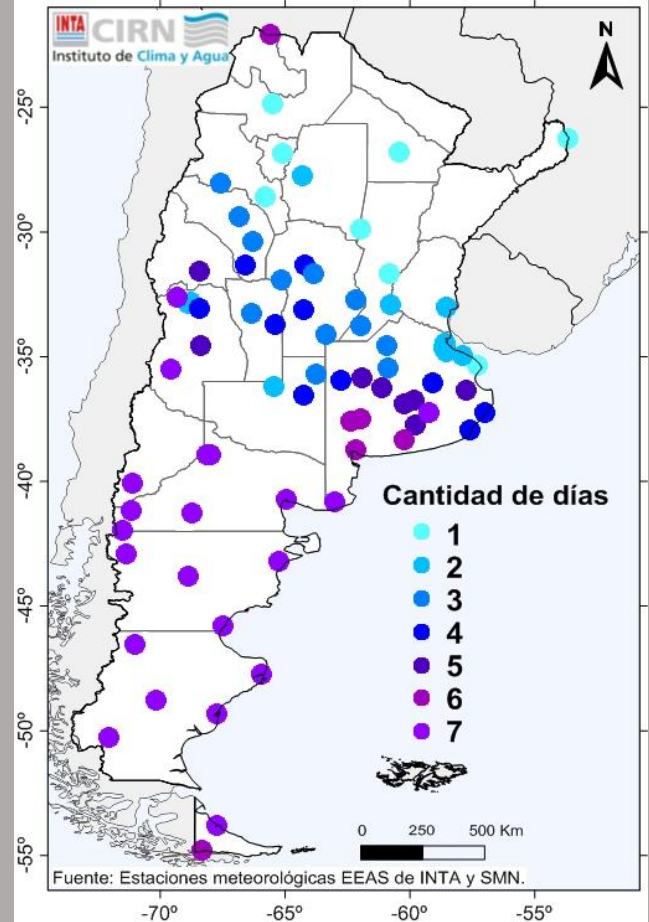 INTA CIRN
Instituto de Clima y Agua
N
-25°
-30°
-35°
-40°
-45°
-50°
-55°
Cantidad de días
1
2
3
4
5
6
7
0 250 500 Km
Fuente: Estaciones meteorológicas EEAS de INTA y SMN.
-70° -65° -60° -55°